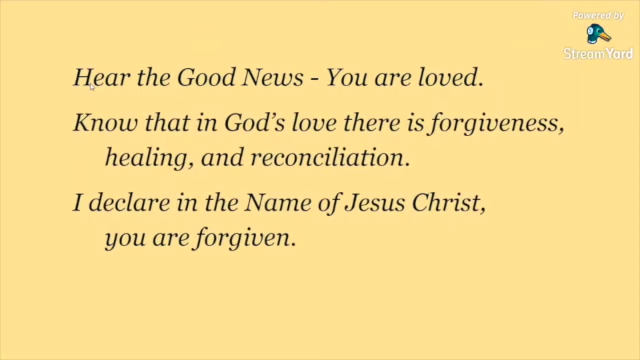 Powered by
StreamYard
Hear the Good News - You are loved.
Know that in God's love there is forgiveness,
healing, and reconciliation.
I declare in the Name of Jesus Christ,
you are forgiven.